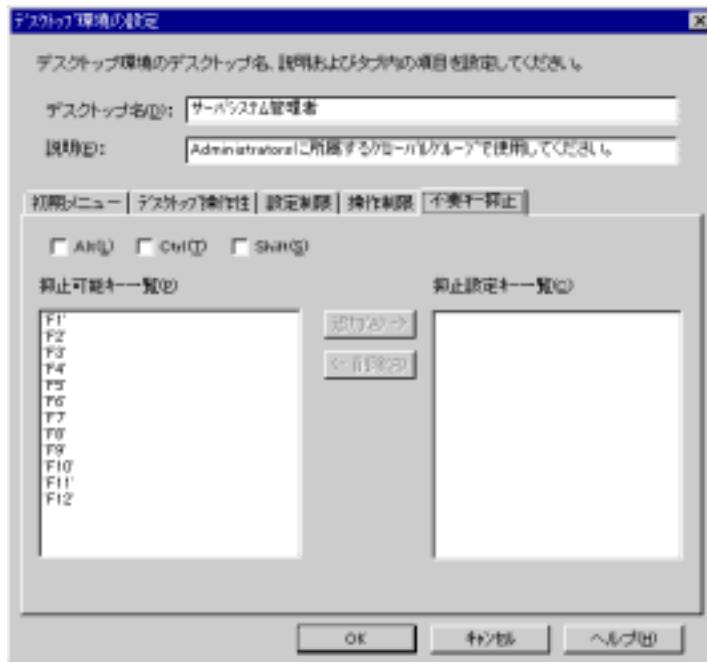 デスクトップ環境の設定
デスクトップ環境のデスクトップ名、説明およびタブ内の項目を設定してください。
デスクトップ名(D): サーバシステム管理者
説明(E): Administratorsに所属するグローバルグループで使用してください。
初期メニュー デスクトップ操作性 設定制限 操作制限 不要キー抑止
Alt(L) Ctrl(T) Shift(S)
抑止可能キー一覧(P) 抑止設定キー一覧(C)
'F1'
'F2'
'F3'
'F4'
'F5'
'F6'
'F7'
'F8'
'F9'
'F10'
'F11'
'F12'
追加(A) ->
<- 削除(R)
OK キャンセル ヘルプ(H)